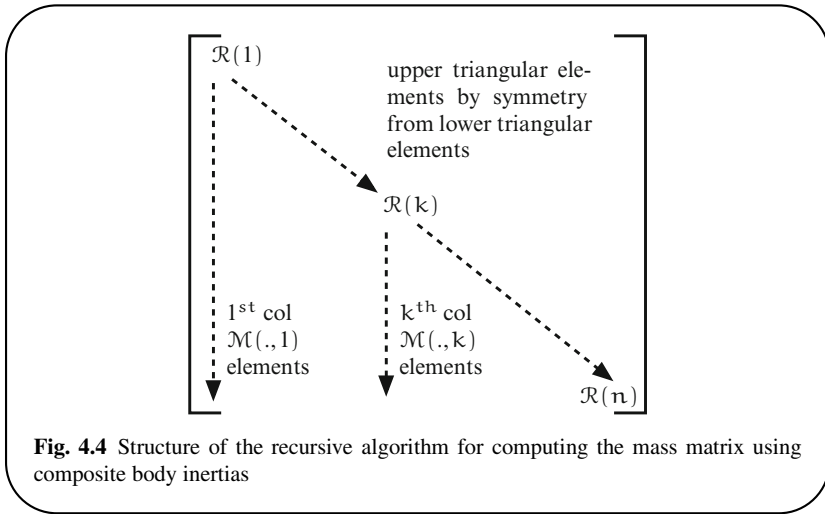 ℛ(1)
upper triangular ele-
ments by symmetry
from lower triangular
elements
ℛ(k)
1ˢᵗ col
ℳ(.,1)
elements
kᵗʰ col
ℳ(.,k)
elements
ℛ(n)
Fig. 4.4 Structure of the recursive algorithm for computing the mass matrix using
composite body inertias